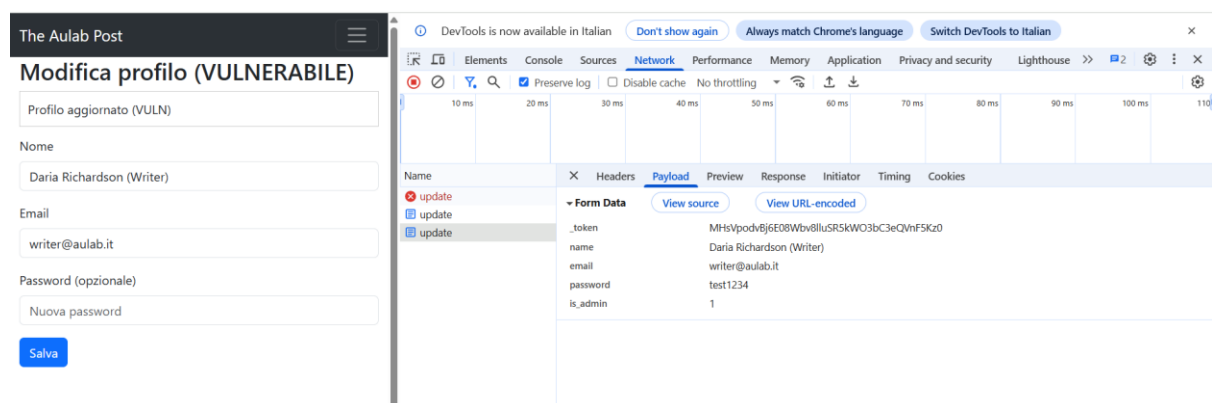 The Aulab Post
Modifica profilo (VULNERABILE)
Profilo aggiornato (VULN)
Nome
Daria Richardson (Writer)
Email
writer@aulab.it
Password (opzionale)
Nuova password
Salva
DevTools is now available in Italian Don't show again Always match Chrome's language Switch DevTools to Italian
Elements Console Sources Network Performance Memory Application Privacy and security Lighthouse 2
Preserve log Disable cache No throttling
10 ms 20 ms 30 ms 40 ms 50 ms 60 ms 70 ms 80 ms 90 ms 100 ms 110
Name Headers Payload Preview Response Initiator Timing Cookies
update
update
update
Form Data View source View URL-encoded
_token MHsVpodvBj6E08Wbv8lluSR5kWO3bC3eQVnF5Kz0
name Daria Richardson (Writer)
email writer@aulab.it
password test1234
is_admin 1